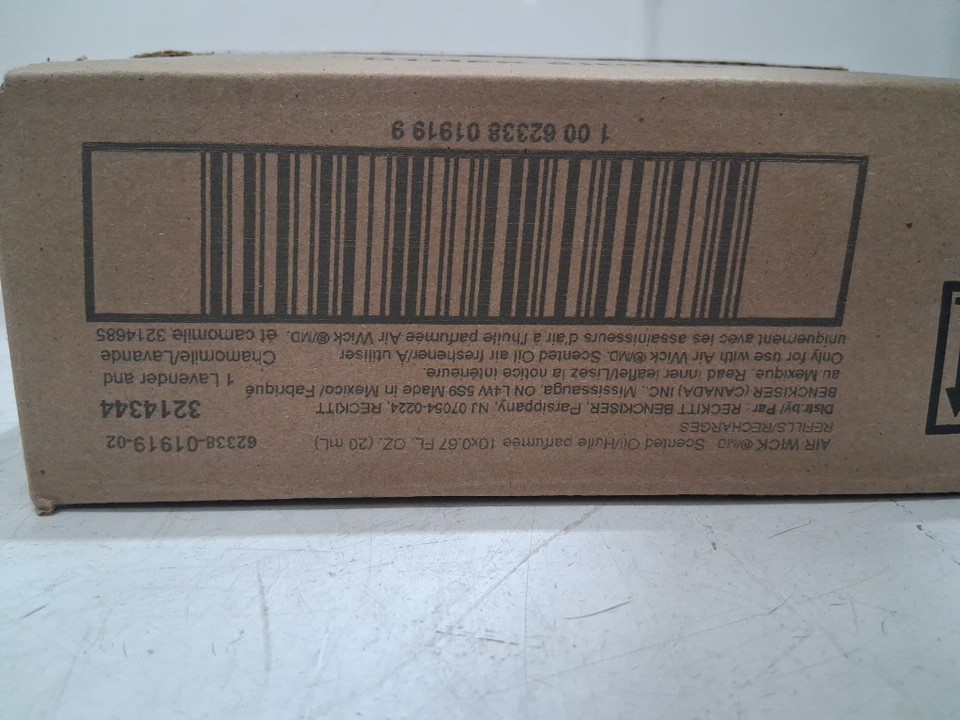 AIR WICK®/MD Scented Oil/Huile parfumée 10x0.67 FL. OZ. (20 mL)
REFILLS/RECHARGES
Distr.by/ Par : RECKITT BENCKISER, Parsippany, NJ 07054-0224, RECKITT
BENCKISER (CANADA) INC., Mississauga, ON L4W 5S9 Made in Mexico/ Fabriqué
au Mexique. Read inner leaflet/Lisez la notice intérieure.
Only for use with Air Wick®/MD. Scented Oil air freshener/À utiliser
uniquement avec les assainisseurs d'air à l'huile parfumée Air Wick®/MD.
62338-01919-02
3214344
1 Lavender and
Chamomile/Lavande
et camomile 3214685
1 00 62338 01919 9